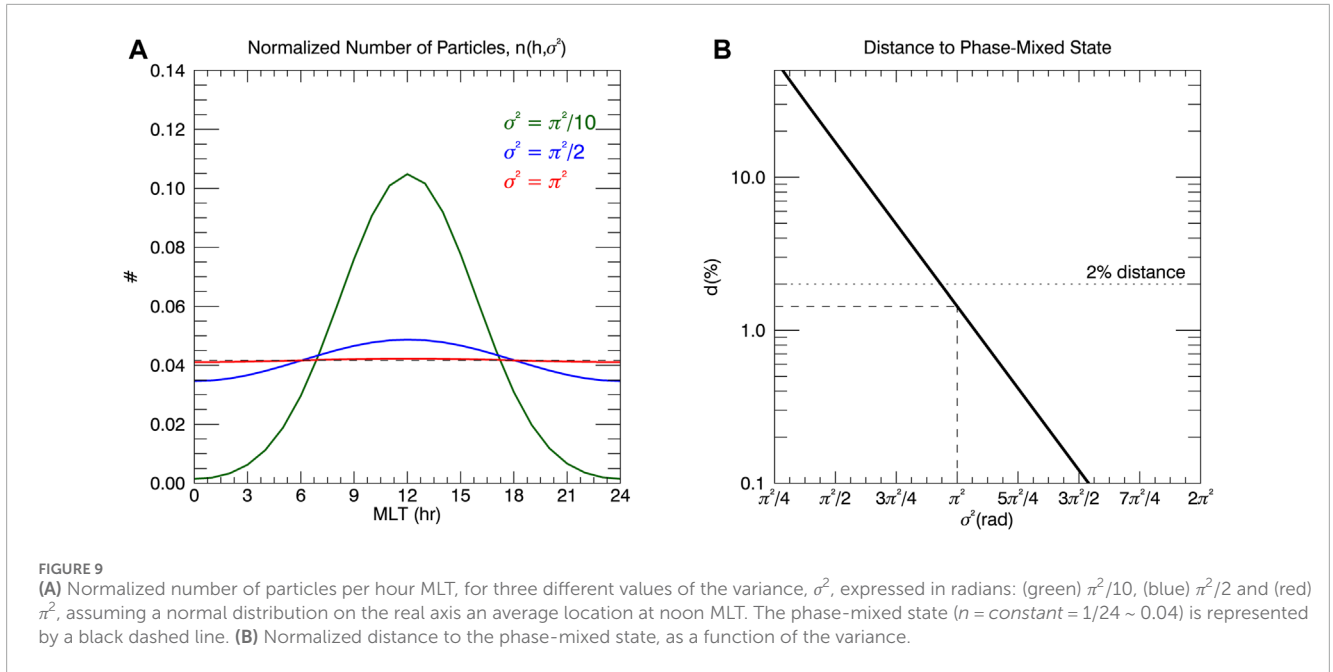 A
Normalized Number of Particles, n(h,σ²)
0.14
0.12
0.10
0.08
0.06
0.04
0.02
0.00
#
σ² = π²/10
σ² = π²/2
σ² = π²
0 3 6 9 12 15 18 21 24
MLT (hr)
B
Distance to Phase-Mixed State
10.0
1.0
0.1
d(%)
2% distance
π²/4 π²/2 3π²/4 π² 5π²/4 3π²/2 7π²/4 2π²
σ²(rad)
FIGURE 9
(A) Normalized number of particles per hour MLT, for three different values of the variance, σ², expressed in radians: (green) π²/10, (blue) π²/2 and (red)
π², assuming a normal distribution on the real axis an average location at noon MLT. The phase-mixed state (n = constant = 1/24 ~ 0.04) is represented
by a black dashed line. (B) Normalized distance to the phase-mixed state, as a function of the variance.